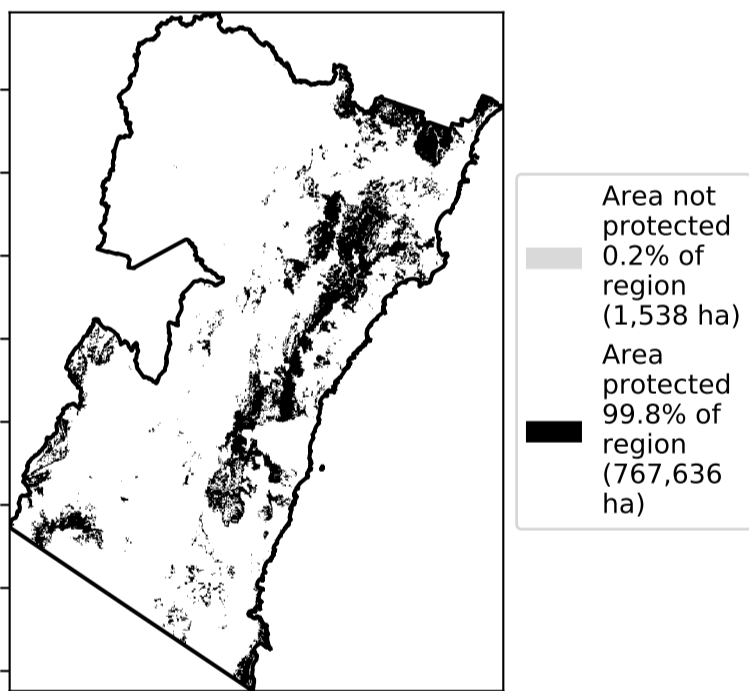 Area not
protected
0.2% of
region
(1,538 ha)
Area
protected
99.8% of
region
(767,636
ha)